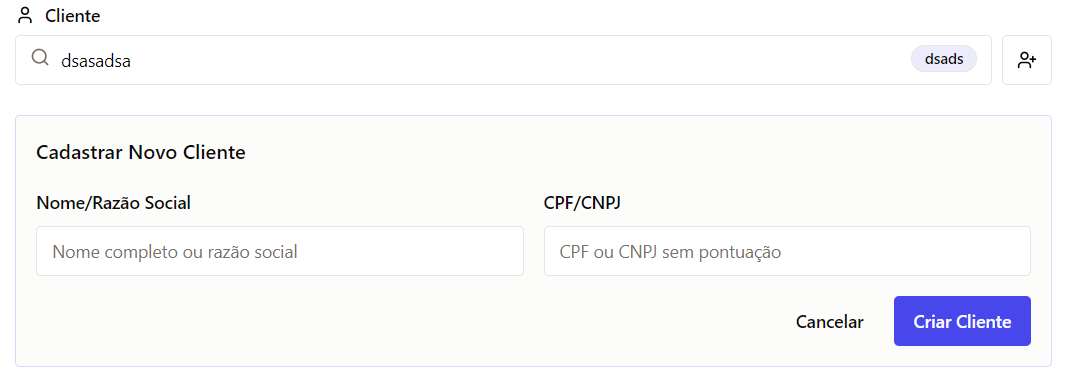 Cliente
dsasadsa dsads
Cadastrar Novo Cliente
Nome/Razão Social CPF/CNPJ
Nome completo ou razão social CPF ou CNPJ sem pontuação
Cancelar Criar Cliente